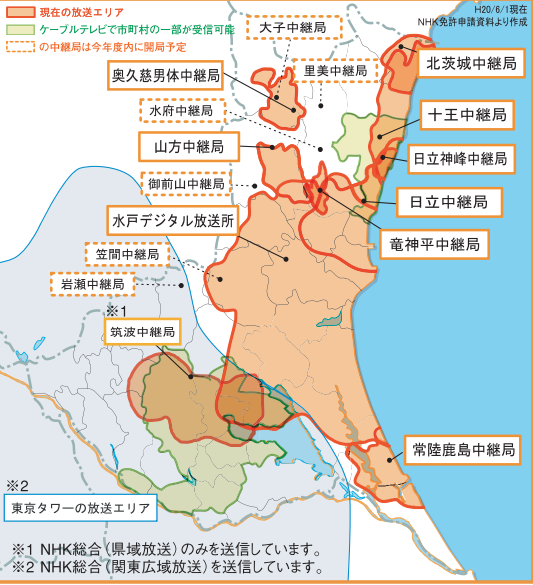 現在の放送エリア
ケーブルテレビで市町村の一部が受信可能
の中継局は今年度内に開局予定
H20/6/1現在
NHK免許申請資料より作成
大子中継局
北茨城中継局
里美中継局
奥久慈男体中継局
水府中継局
十王中継局
山方中継局
日立神峰中継局
御前山中継局
日立中継局
水戸デジタル放送所
竜神平中継局
笠間中継局
岩瀬中継局
※1
筑波中継局
常陸鹿島中継局
※2
東京タワーの放送エリア
※1 NHK総合（県域放送）のみを送信しています。
※2 NHK総合（関東広域放送）を送信しています。